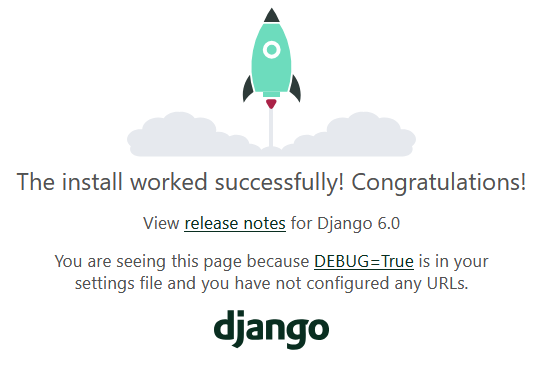 The install worked successfully! Congratulations!
View release notes for Django 6.0
You are seeing this page because DEBUG=True is in your
settings file and you have not configured any URLs.
django